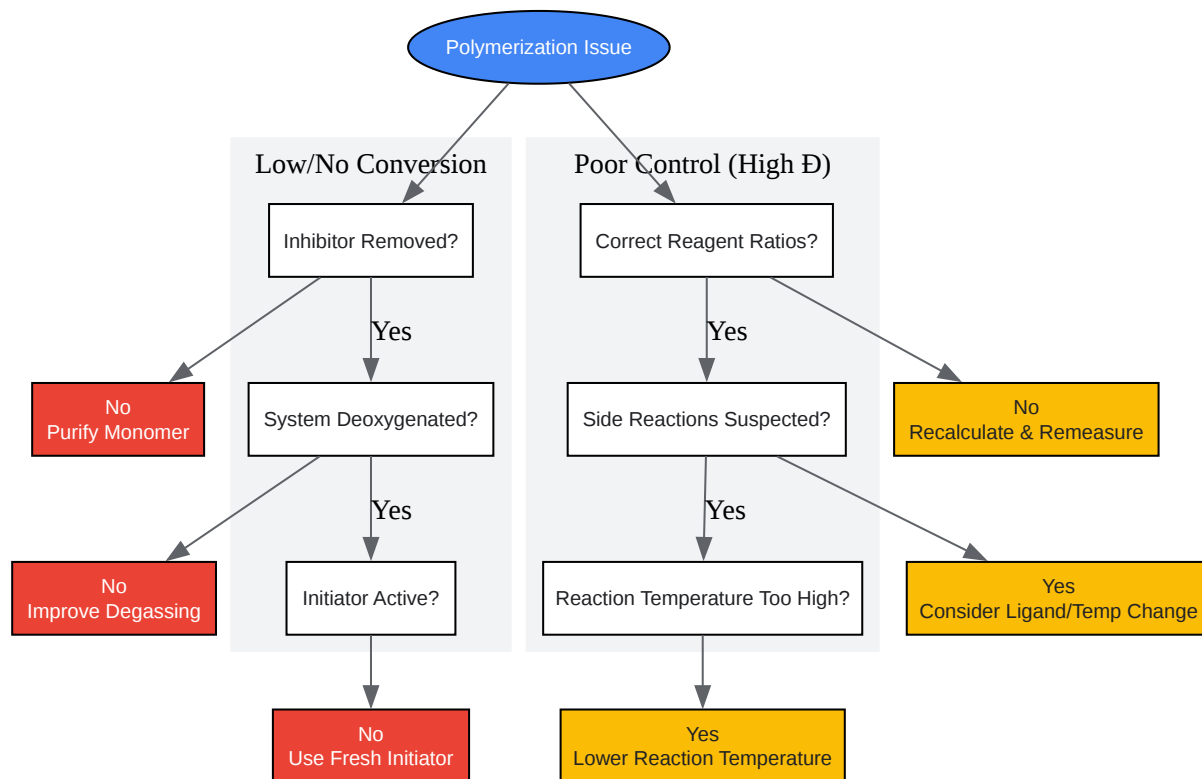 Polymerization Issue
Low/No Conversion
Poor Control (High Đ)
Inhibitor Removed?
Correct Reagent Ratios?
Yes
Yes
No
Purify Monomer
System Deoxygenated?
Side Reactions Suspected?
No
Recalculate & Remeasure
Yes
Yes
No
Improve Degassing
Initiator Active?
Reaction Temperature Too High?
Yes
Consider Ligand/Temp Change
No
Use Fresh Initiator
Yes
Lower Reaction Temperature